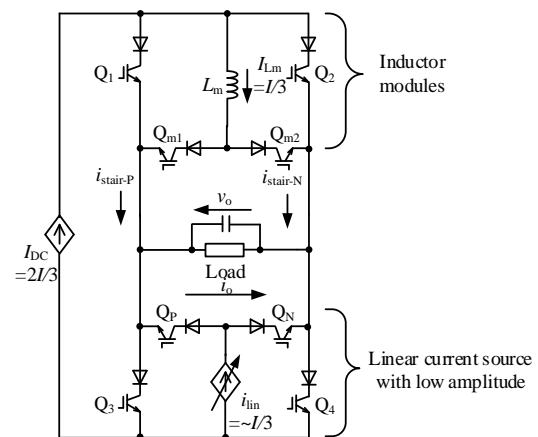 Q1
Lm
ILm
=I/3
Q2
Inductor
modules
Qm1
Qm2
istair-P
istair-N
vo
IDC
=2I/3
Load
io
QP
QN
Linear current source
with low amplitude
Q3
ilin
=~I/3
Q4